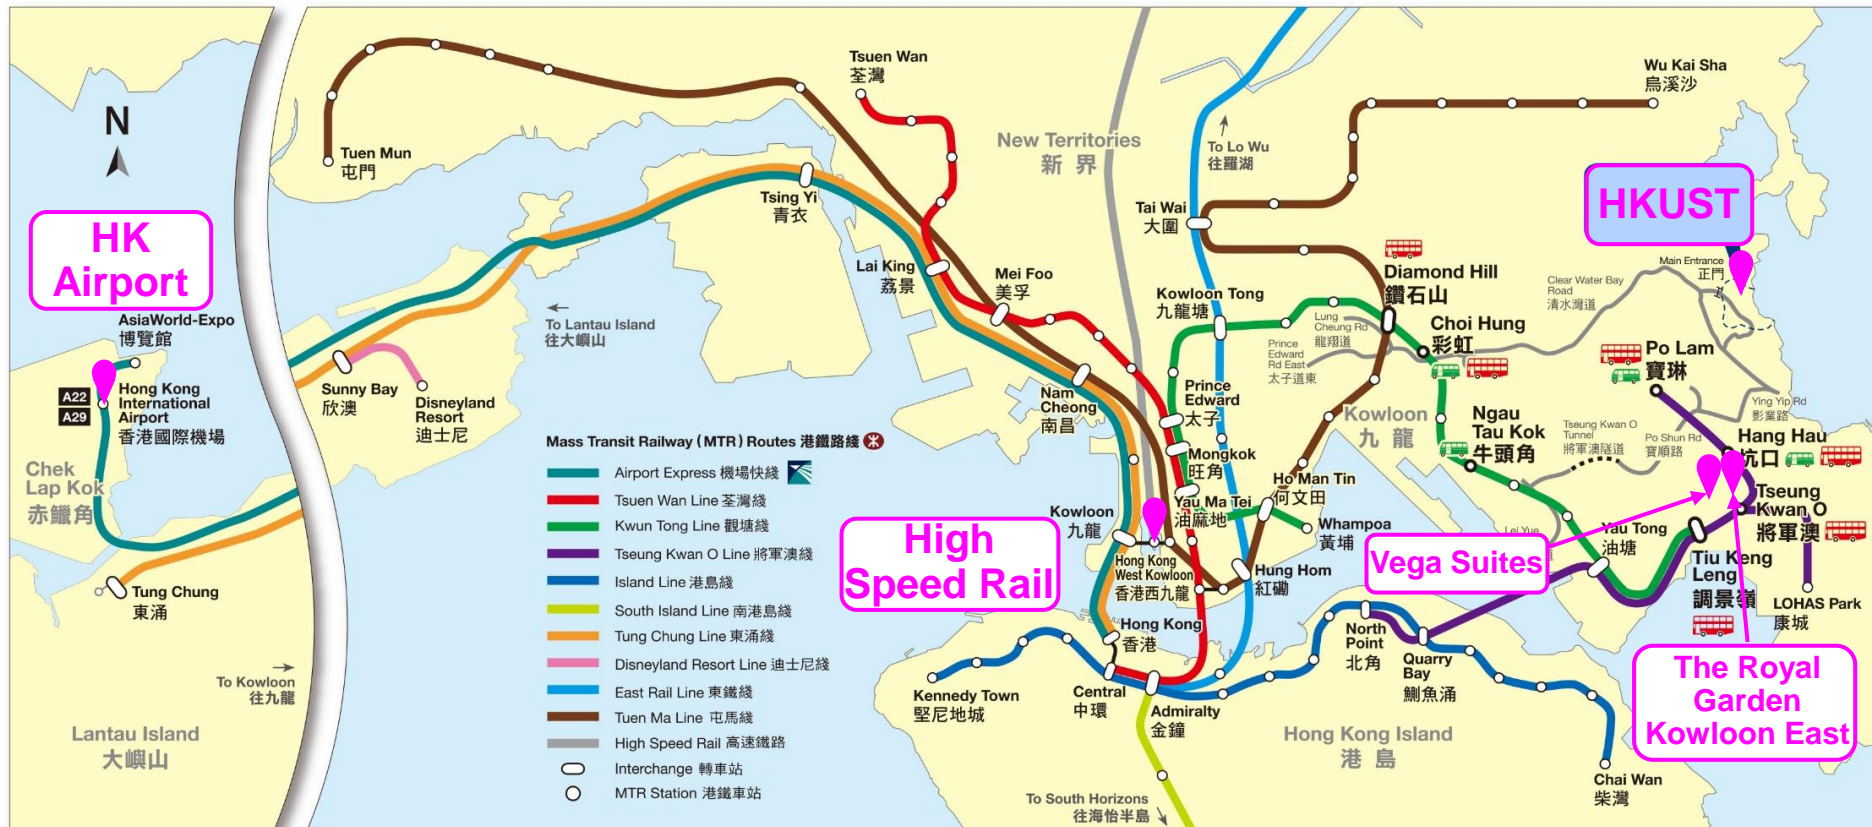 N
HK
Airport
AsiaWorld-Expo
博覽館
A22
A29
Hong Kong
International
Airport
香港國際機場
Chek
Lap Kok
赤鱲角
Tung Chung
東涌
To Kowloon
往九龍
Lantau Island
大嶼山
Tuen Mun
屯門
Sunny Bay
欣澳
Disneyland
Resort
迪士尼
To Lantau Island
往大嶼山
Tsing Yi
青衣
Tsuen Wan
荃灣
Lai King
荔景
Mei Foo
美孚
Nam
Cheong
南昌
New Territories
新界
To Lo Wu
往羅湖
Tai Wai
大圍
Wu Kai Sha
烏溪沙
HKUST
Main Entrance
正門
Clear Water Bay
Road
清水灣道
Diamond Hill
鑽石山
Kowloon Tong
九龍塘
Lung
Cheung Rd
龍翔道
Choi Hung
彩虹
Prince
Edward
Rd East
太子道東
Po Lam
寶琳
Prince
Edward
太子
Kowloon
九龍
Ngau
Tau Kok
牛頭角
Tseung Kwan O
Tunnel
將軍澳隧道
Po Shun Rd
寶順路
Ying Yip Rd
影業路
Hang Hau
坑口
Mongkok
旺角
Yau Ma Tei
油麻地
Ho Man Tin
何文田
Whampoa
黃埔
Lei Yue
Yau Tong
油塘
Tseung
Kwan O
將軍澳
Tiu Keng
Leng
調景嶺
LOHAS Park
康城
Kowloon
九龍
High
Speed Rail
Hong Kong
West Kowloon
香港西九龍
Hung Hom
紅磡
Vega Suites
The Royal
Garden
Kowloon East
Hong Kong
香港
Kennedy Town
堅尼地城
Central
中環
Admiralty
金鐘
North
Point
北角
Quarry
Bay
鰂魚涌
Hong Kong Island
港島
Chai Wan
柴灣
To South Horizons
往海怡半島
Mass Transit Railway (MTR) Routes 港鐵路綫
Airport Express 機場快綫
Tsuen Wan Line 荃灣綫
Kwun Tong Line 觀塘綫
Tseung Kwan O Line 將軍澳綫
Island Line 港島綫
South Island Line 南港島綫
Tung Chung Line 東涌綫
Disneyland Resort Line 迪士尼綫
East Rail Line 東鐵綫
Tuen Ma Line 屯馬綫
High Speed Rail 高速鐵路
Interchange 轉車站
MTR Station 港鐵車站